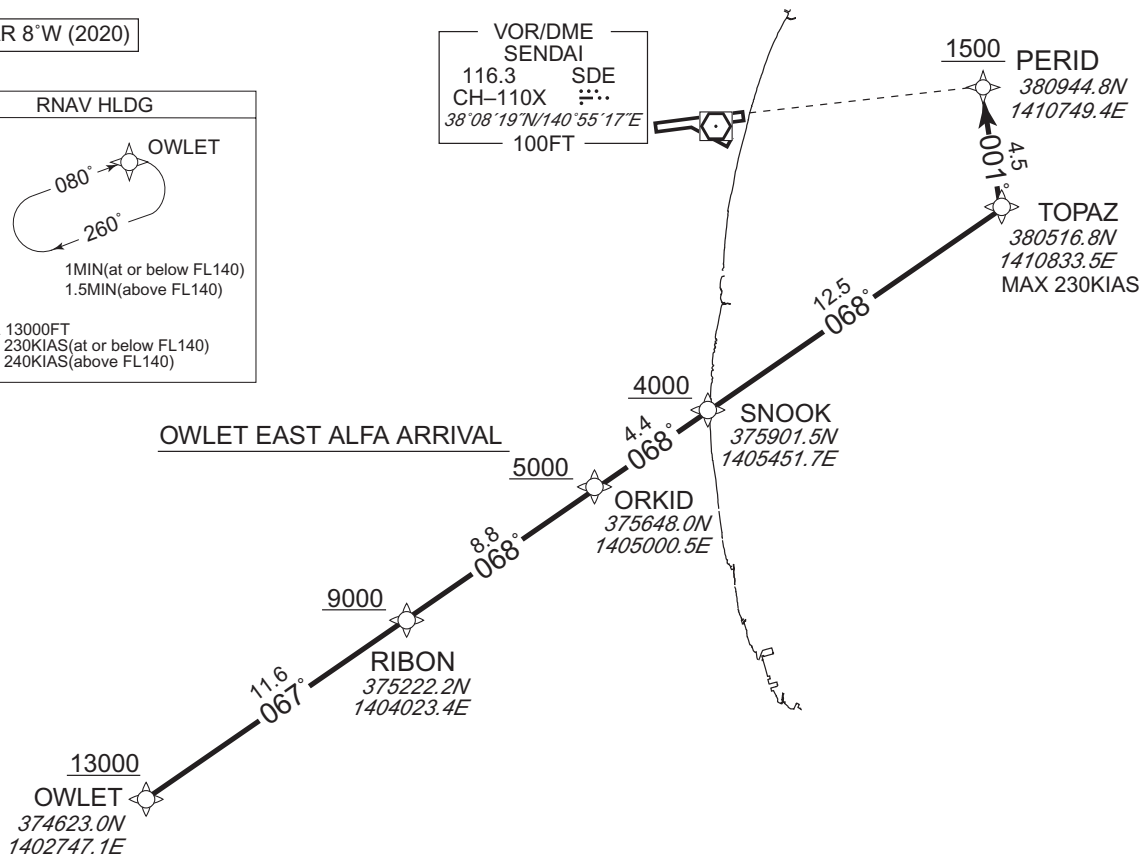 R 8°W (2020)
RNAV HLDG
OWLET
080°
260°
1MIN(at or below FL140)
1.5MIN(above FL140)
13000FT
230KIAS(at or below FL140)
240KIAS(above FL140)
VOR/DME
SENDAI
116.3 SDE
CH–110X
38°08´19˝N/140°55´17˝E
100FT
1500
PERID
380944.8N
1410749.4E
4.5
001°
TOPAZ
380516.8N
1410833.5E
MAX 230KIAS
12.5
068°
4000
SNOOK
375901.5N
1405451.7E
4.4
068°
OWLET EAST ALFA ARRIVAL
5000
ORKID
375648.0N
1405000.5E
8.8
068°
9000
RIBON
375222.2N
1404023.4E
11.6
067°
13000
OWLET
374623.0N
1402747.1E